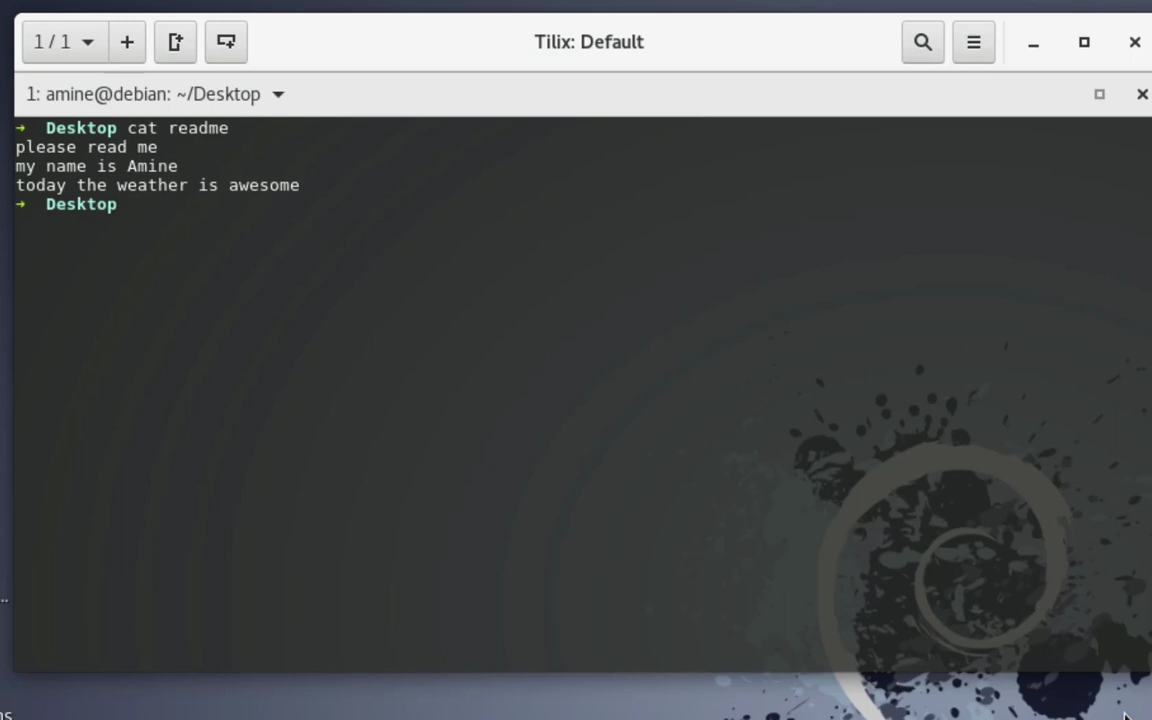 1 / 1
Tilix: Default
1: amine@debian: ~/Desktop
➜ Desktop cat readme
please read me
my name is Amine
today the weather is awesome
➜ Desktop